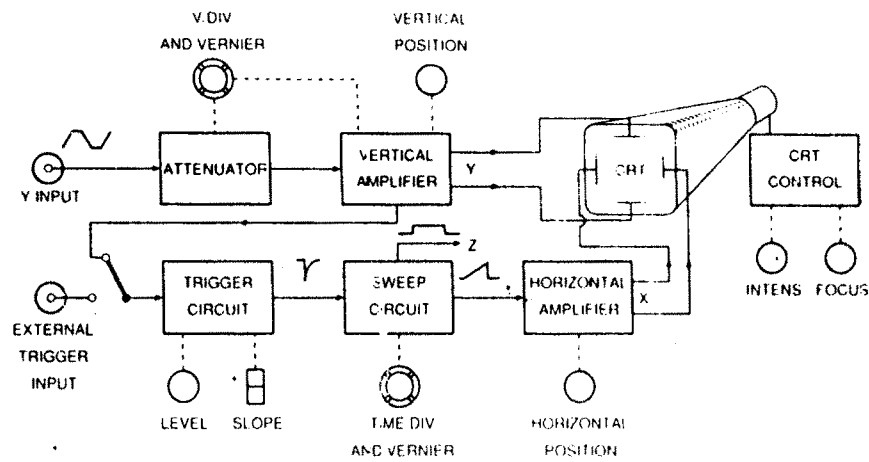 V.DIV
AND VERNIER
VERTICAL
POSITION
Y INPUT
ATTENUATOR
VERTICAL
AMPLIFIER
Y
CRT
CRT
CONTROL
INTENS
FOCUS
Z
EXTERNAL
TRIGGER
INPUT
TRIGGER
CIRCUIT
SWEEP
CIRCUIT
HORIZONTAL
AMPLIFIER
X
LEVEL
SLOPE
TIME DIV
AND VERNIER
HORIZONTAL
POSITION